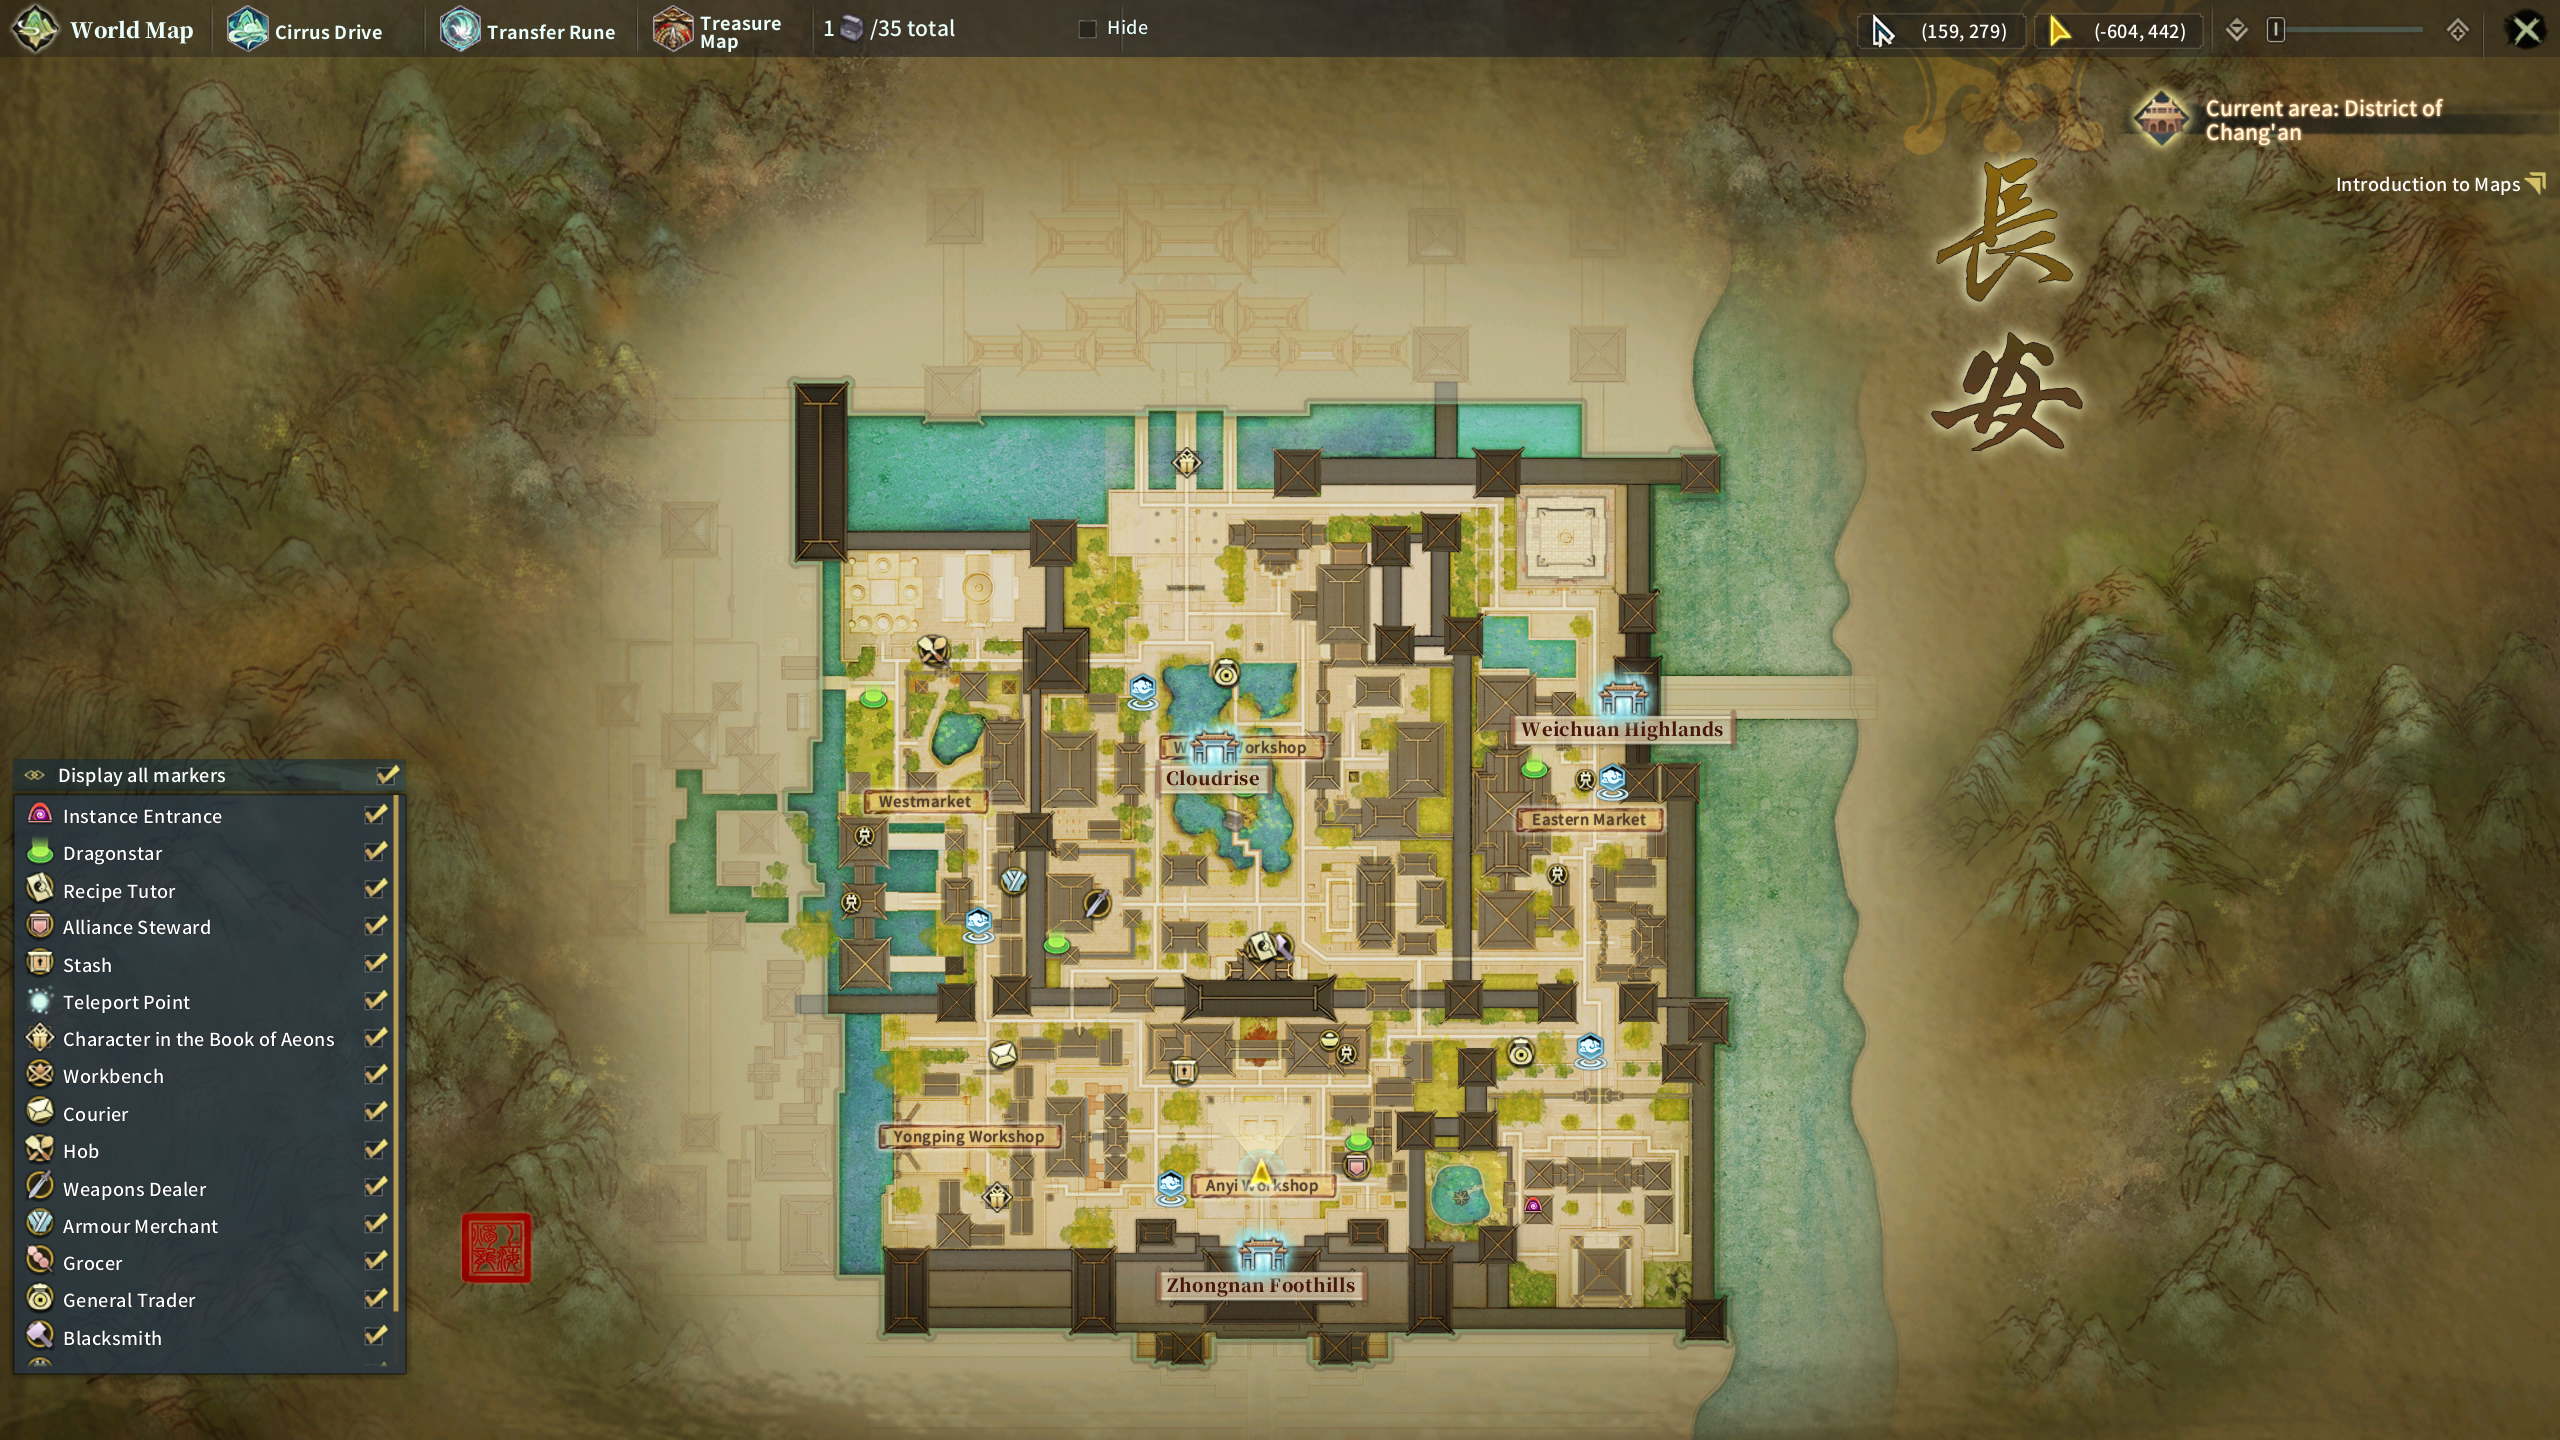 World Map
Cirrus Drive
Transfer Rune
Treasure
Map
1 /35 total
Hide
(159, 279)
(-604, 442)
Current area: District of
Chang'an
Introduction to Maps
長
安
Weichuan Highlands
Cloudrise
Westmarket
Eastern Market
Yongping Workshop
Anyi Workshop
Zhongnan Foothills
Display all markers
Instance Entrance
Dragonstar
Recipe Tutor
Alliance Steward
Stash
Teleport Point
Character in the Book of Aeons
Workbench
Courier
Hob
Weapons Dealer
Armour Merchant
Grocer
General Trader
Blacksmith